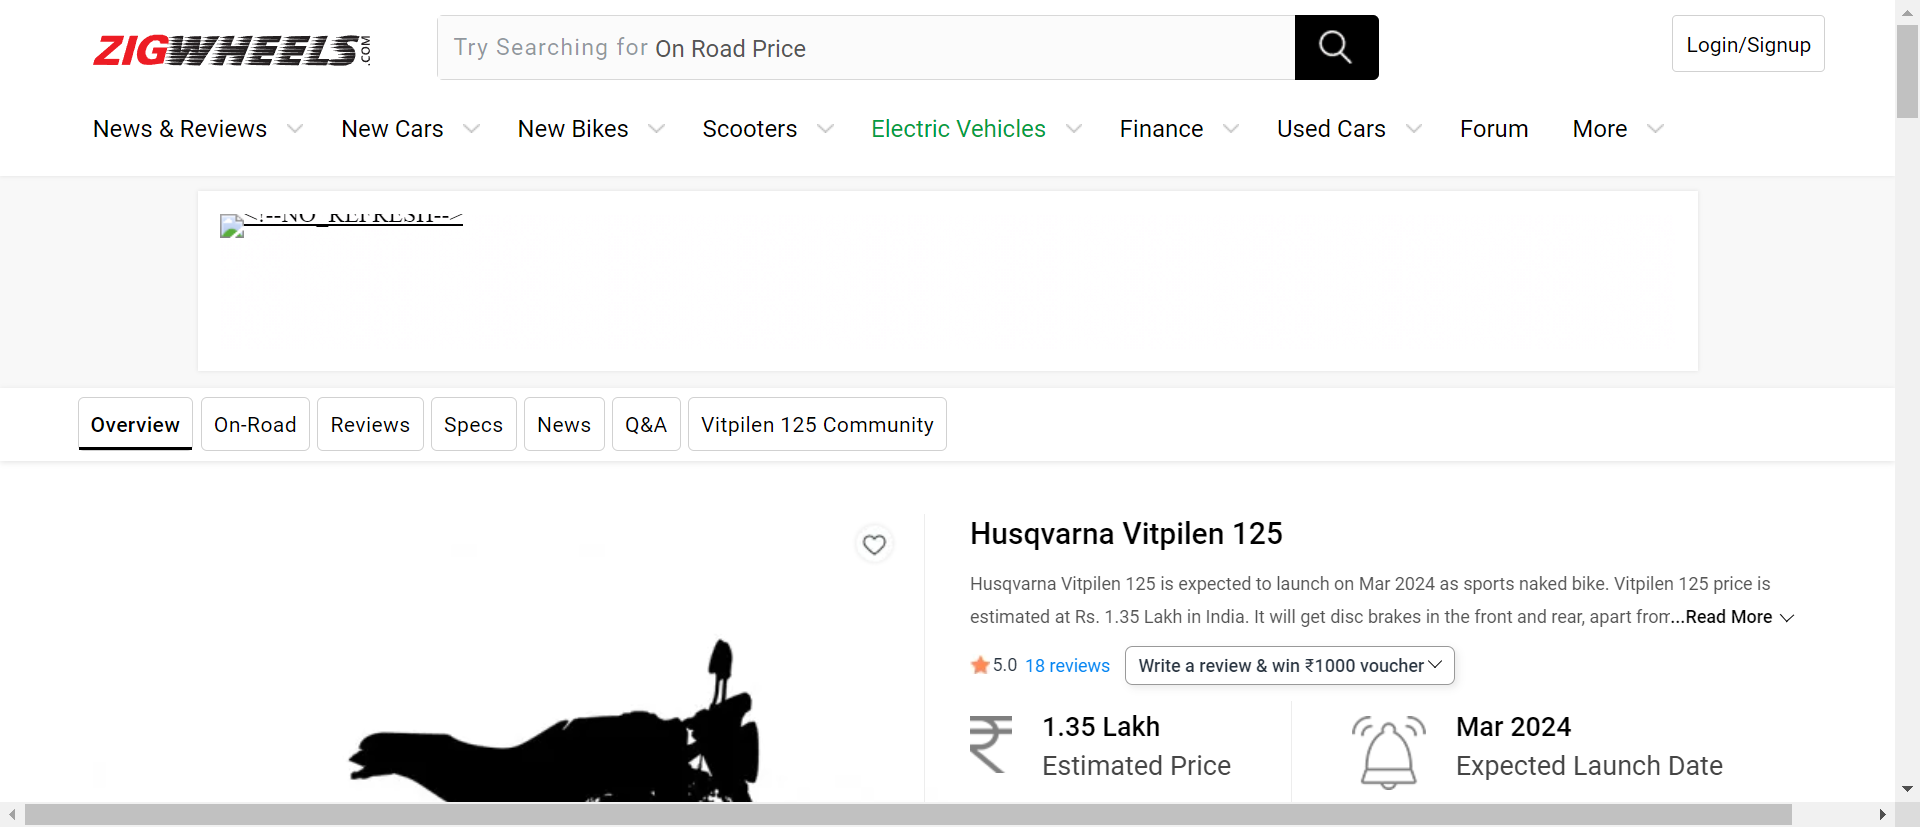 ZIGWHEELS.COM
Try Searching for On Road Price
Login/Signup
News & Reviews New Cars New Bikes Scooters Electric Vehicles Finance Used Cars Forum More
<!--NO_REFRESH-->
Overview On-Road Reviews Specs News Q&A Vitpilen 125 Community
Husqvarna Vitpilen 125
Husqvarna Vitpilen 125 is expected to launch on Mar 2024 as sports naked bike. Vitpilen 125 price is
estimated at Rs. 1.35 Lakh in India. It will get disc brakes in the front and rear, apart from...Read More
5.0 18 reviews Write a review & win ₹1000 voucher
₹ 1.35 Lakh Mar 2024
Estimated Price Expected Launch Date